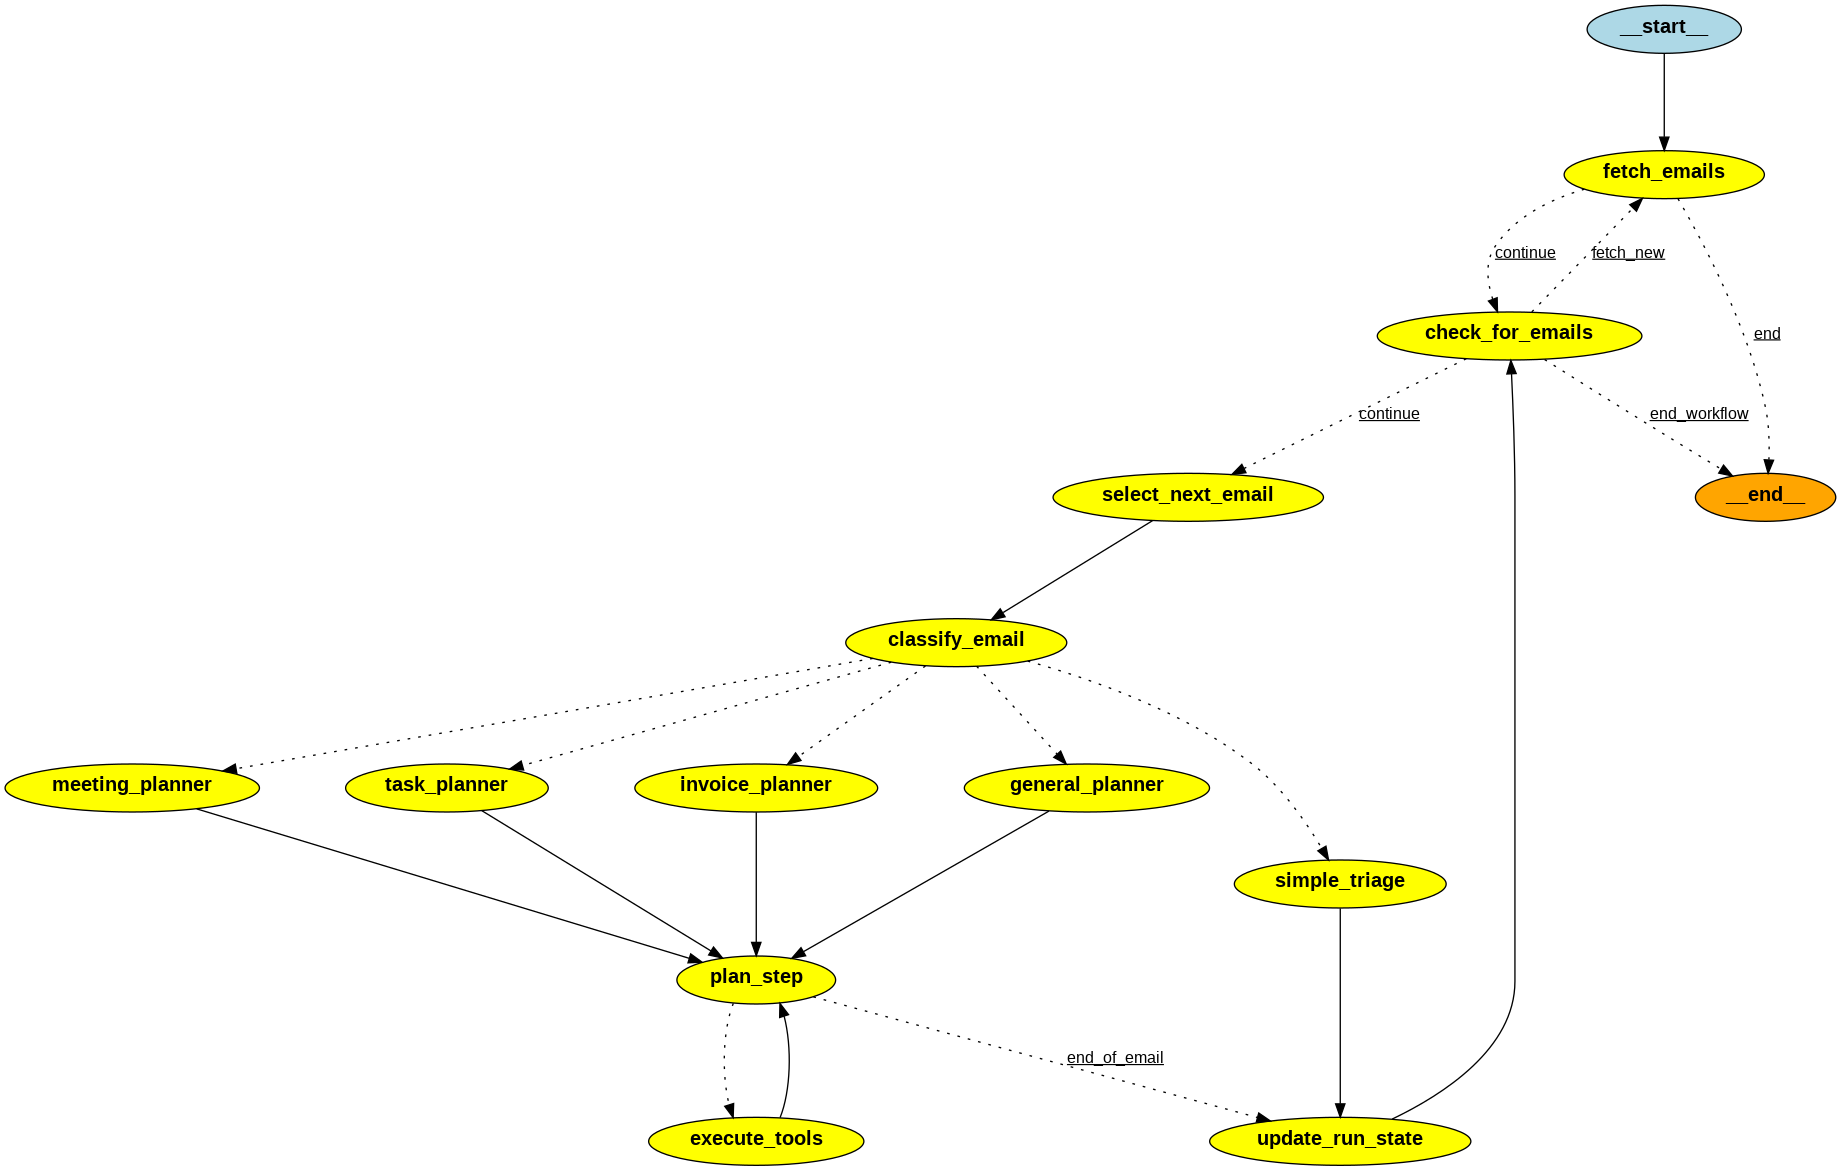 __start__
fetch_emails
continue
fetch_new
check_for_emails
end
continue
end_workflow
select_next_email
__end__
classify_email
meeting_planner
task_planner
invoice_planner
general_planner
simple_triage
plan_step
end_of_email
execute_tools
update_run_state